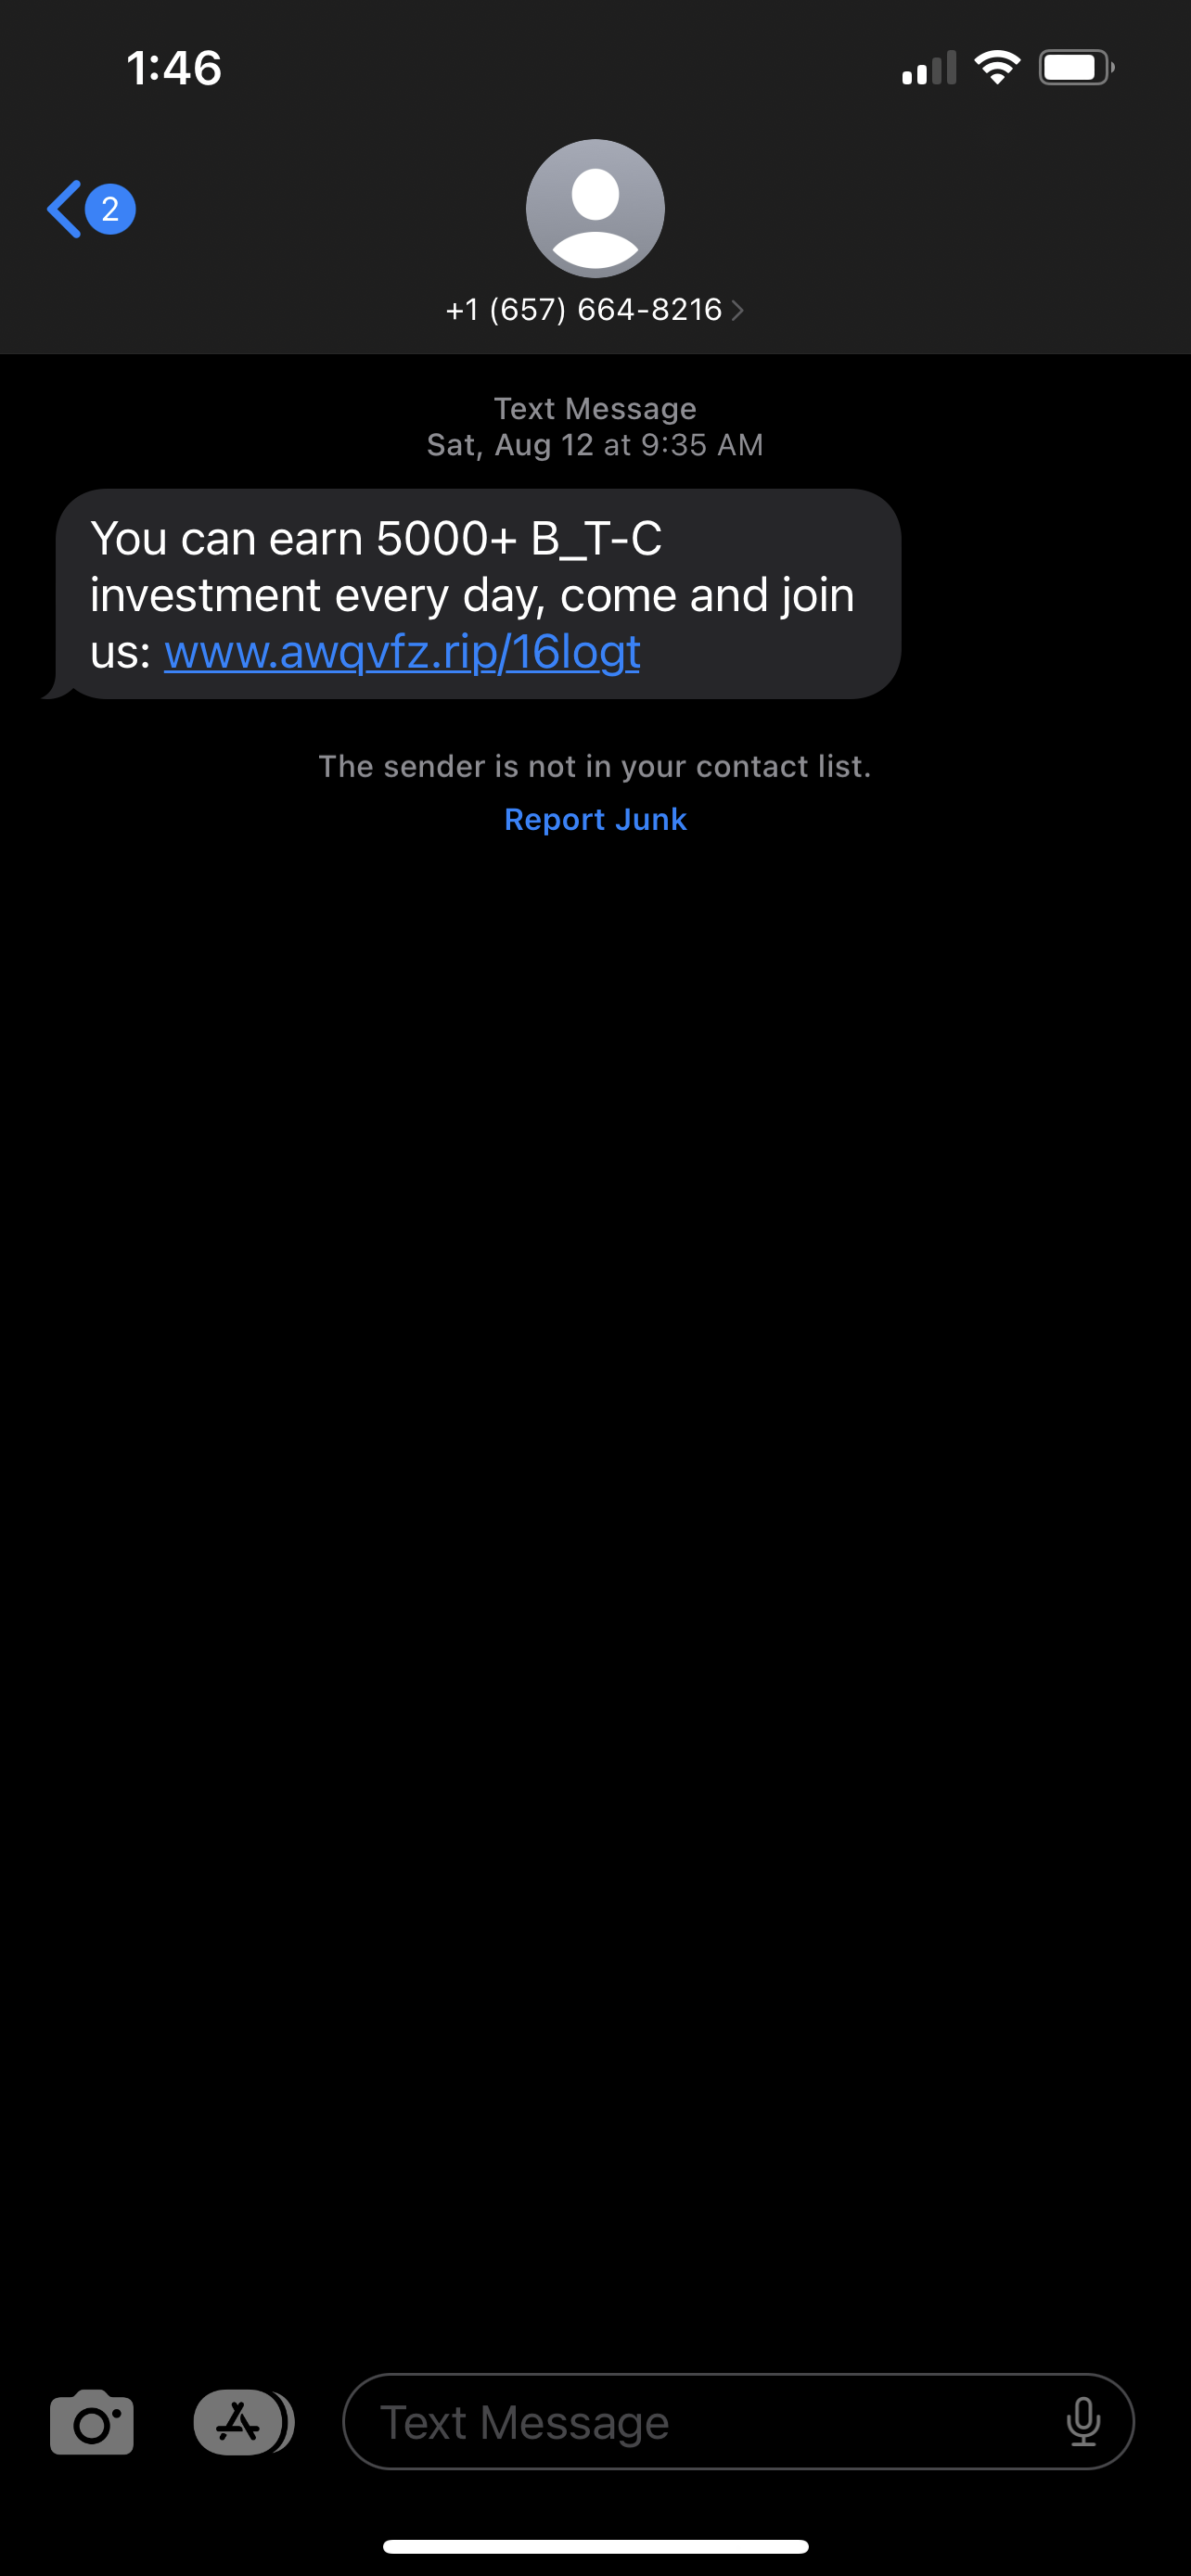 1:46
2
+1 (657) 664-8216
Text Message
Sat, Aug 12 at 9:35 AM
You can earn 5000+ B_T-C
investment every day, come and join
us: www.awqvfz.rip/16logt
The sender is not in your contact list.
Report Junk
Text Message